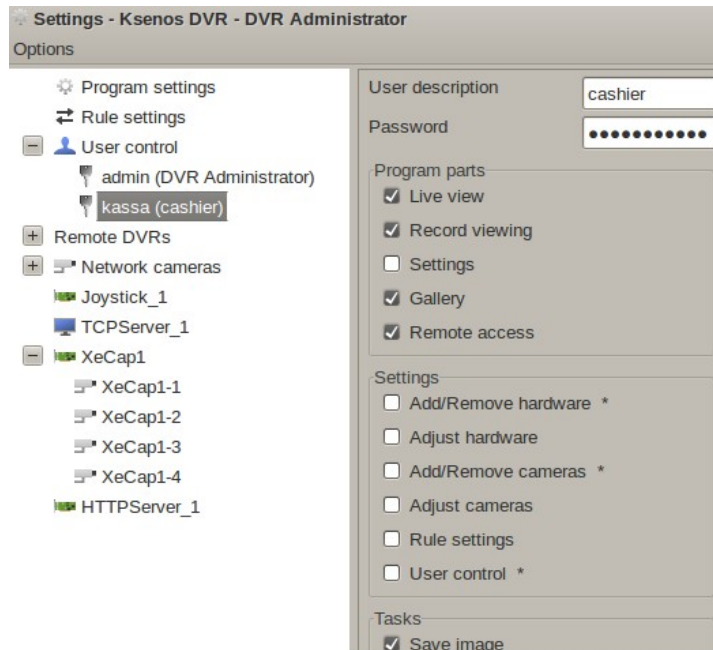 Settings - Ksenos DVR - DVR Administrator
Options
Program settings
Rule settings
User control
admin (DVR Administrator)
kassa (cashier)
Remote DVRs
Network cameras
Joystick_1
TCPServer_1
XeCap1
XeCap1-1
XeCap1-2
XeCap1-3
XeCap1-4
HTTPServer_1
User description
cashier
Password
●●●●●●●●●●●
Program parts
Live view
Record viewing
Settings
Gallery
Remote access
Settings
Add/Remove hardware *
Adjust hardware
Add/Remove cameras *
Adjust cameras
Rule settings
User control *
Tasks
Save image